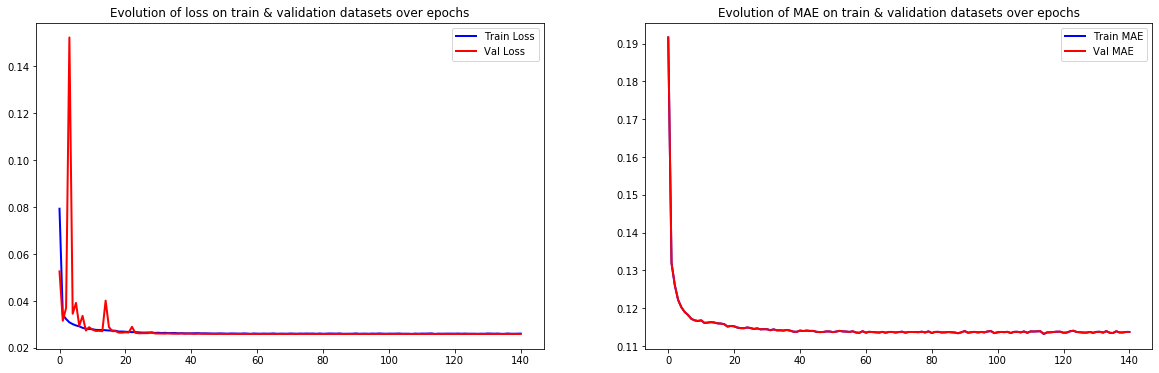 Evolution of loss on train & validation datasets over epochs
Train Loss
Val Loss
0.14
0.12
0.10
0.08
0.06
0.04
0.02
0 20 40 60 80 100 120 140
Evolution of MAE on train & validation datasets over epochs
Train MAE
Val MAE
0.19
0.18
0.17
0.16
0.15
0.14
0.13
0.12
0.11
0 20 40 60 80 100 120 140